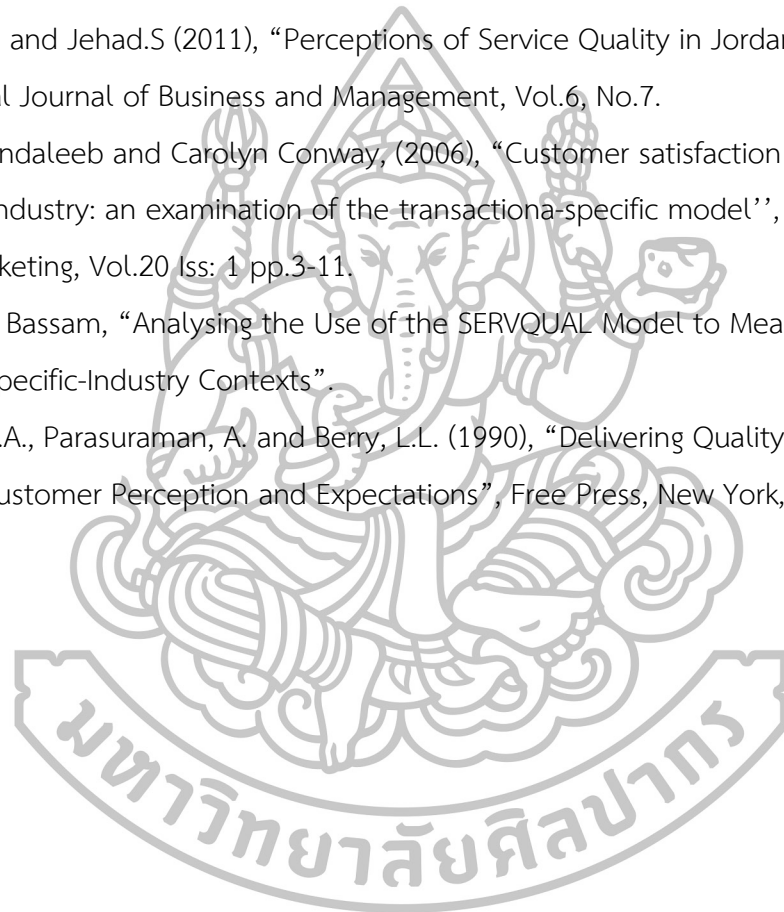 and Jehad.S (2011), “Perceptions of Service Quality in Jordan
al Journal of Business and Management, Vol.6, No.7.
ndaleeb and Carolyn Conway, (2006), “Customer satisfaction
ndustry: an examination of the transactiona-specific model’’,
keting, Vol.20 Iss: 1 pp.3-11.
Bassam, “Analysing the Use of the SERVQUAL Model to Mea
pecific-Industry Contexts”.
.A., Parasuraman, A. and Berry, L.L. (1990), “Delivering Quality
ustomer Perception and Expectations”, Free Press, New York,
มหาวิทยาลัยศิลปากร